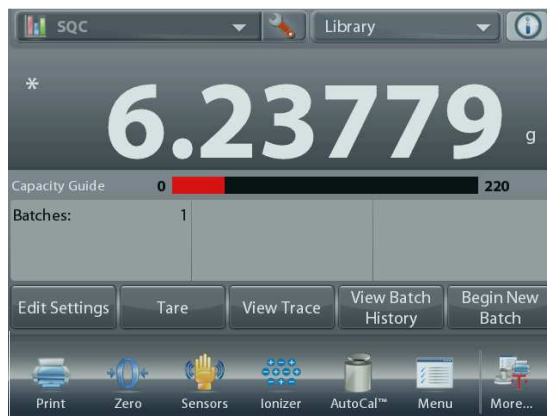 SQC
Library
*
6.23779 g
Capacity Guide 0 220
Batches: 1
Edit Settings Tare View Trace View Batch History Begin New Batch
Print Zero Sensors Ionizer AutoCal™ Menu More...